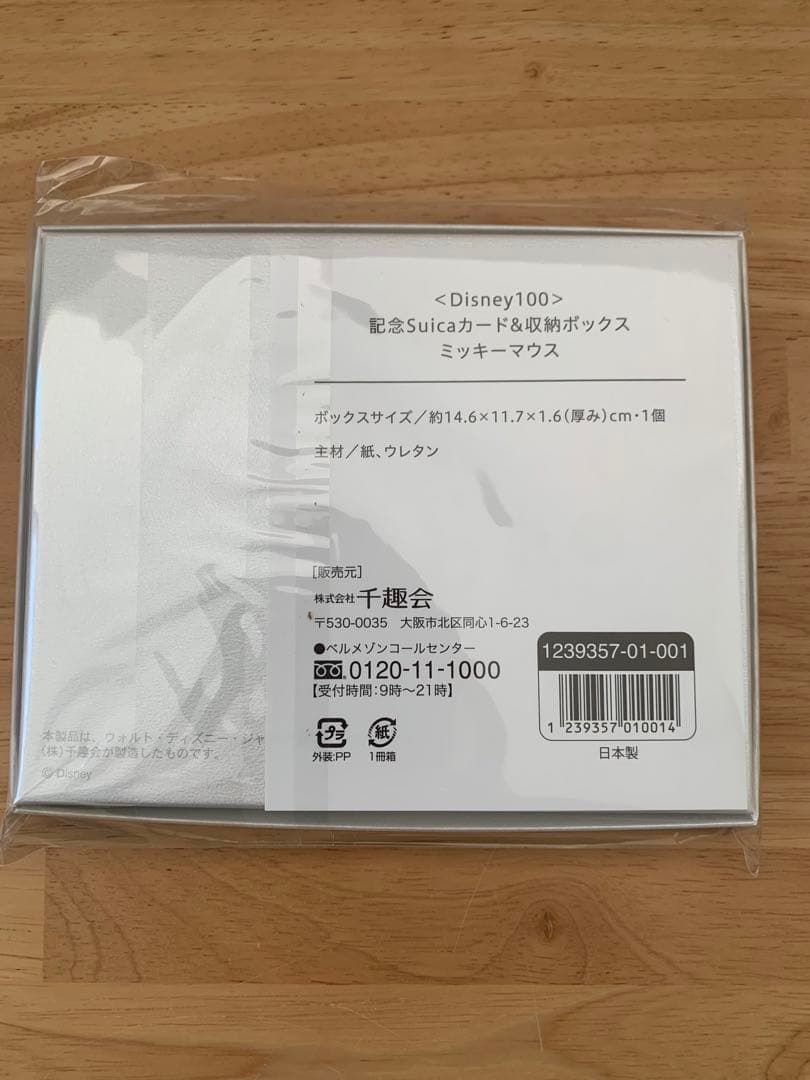 <Disney100>
記念Suicaカード&収納ボックス
ミッキーマウス
ボックスサイズ/約14.6×11.7×1.6(厚み)cm・1個
主材/紙、ウレタン
[販売元]
株式会社 千趣会
〒530-0035 大阪市北区同心1-6-23
●ベルメゾンコールセンター
0120-11-1000
【受付時間:9時〜21時】
プラ
紙
外装:PP
1冊箱
1239357-01-001
1 239357 010014
日本製
本製品は、ウォルト・ディズニー・ジャ
(株)千趣会が製造したものです。
© Disney